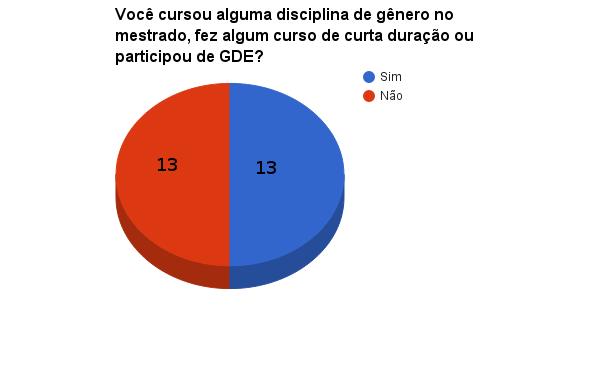 Você cursou alguma disciplina de gênero no
mestrado, fez algum curso de curta duração ou
participou de GDE?
Sim
Não
13
13